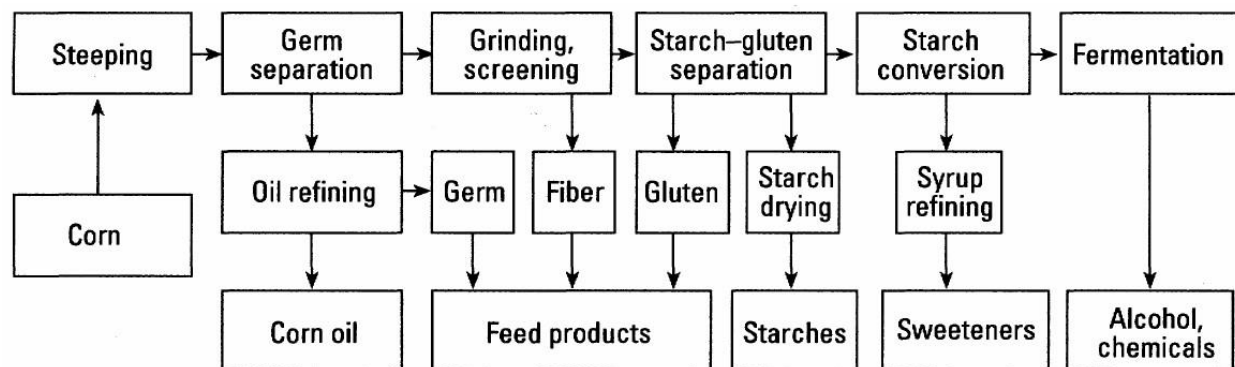 Steeping
Germ
separation
Grinding,
screening
Starch–gluten
separation
Starch
conversion
Fermentation
Corn
Oil refining
Germ
Fiber
Gluten
Starch
drying
Syrup
refining
Corn oil
Feed products
Starches
Sweeteners
Alcohol,
chemicals